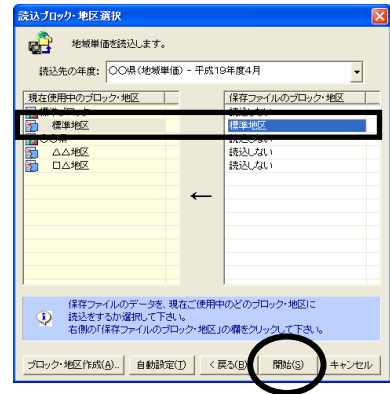 読込ブロック・地区選択
地域単価を読込します。
読込先の年度: 〇〇県(地域単価) - 平成19年度4月
現在使用中のブロック・地区 保存ファイルのブロック・地区
標準地区 標準地区
〇〇県 読込しない
△△地区 読込しない
口△地区 読込しない
←
保存ファイルのデータを、現在ご使用中のどのブロック・地区に
読込をするか選択して下さい。
右側の「保存ファイルのブロック・地区」の欄をクリックして下さい。
ブロック・地区作成(A).. 自動設定(T) < 戻る(B) 開始(S) キャンセル